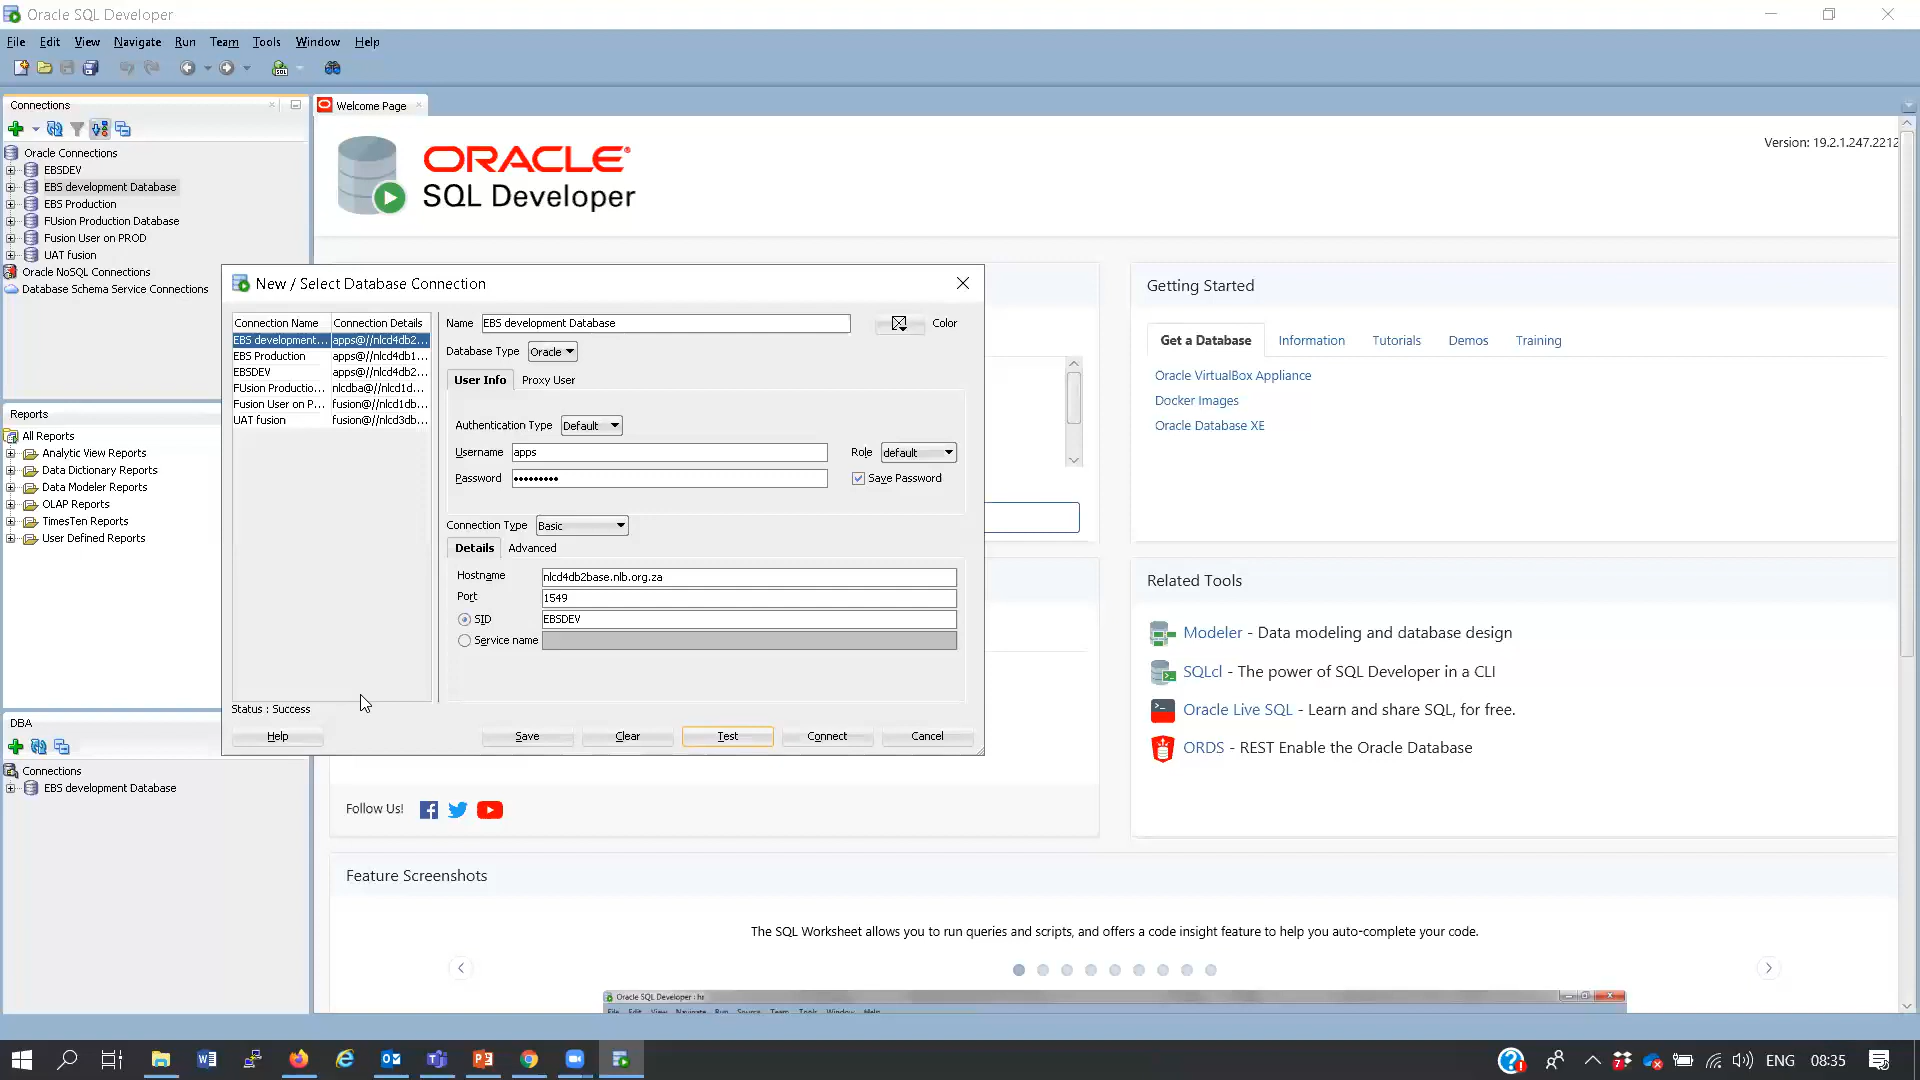 Oracle SQL Developer
File Edit View Navigate Run Team Tools Window Help
Connections
Oracle Connections
EBSDEV
EBS development Database
EBS Production
FUsion Production Database
Fusion User on PROD
UAT fusion
Oracle NoSQL Connections
Database Schema Service Connections
Reports
All Reports
Analytic View Reports
Data Dictionary Reports
Data Modeler Reports
OLAP Reports
TimesTen Reports
User Defined Reports
DBA
Connections
EBS development Database
Welcome Page
ORACLE
SQL Developer
Version: 19.2.1.247.2212
New / Select Database Connection
Connection Name Connection Details
EBS development... apps@//nlcd4db2...
EBS Production apps@//nlcd4db1...
EBSDEV apps@//nlcd4db2...
FUsion Productio... nlcdba@//nlcd1d...
Fusion User on P... fusion@//nlcd1db...
UAT fusion fusion@//nlcd3db...
Name EBS development Database Color
Database Type Oracle
User Info Proxy User
Authentication Type Default
Username apps Role default
Password ••••••••• Save Password
Connection Type Basic
Details Advanced
Hostname nlcd4db2base.nlb.org.za
Port 1549
SID EBSDEV
Service name
Status : Success
Help Save Clear Test Connect Cancel
Getting Started
Get a Database Information Tutorials Demos Training
Oracle VirtualBox Appliance
Docker Images
Oracle Database XE
Related Tools
Modeler - Data modeling and database design
SQLcl - The power of SQL Developer in a CLI
Oracle Live SQL - Learn and share SQL, for free.
ORDS - REST Enable the Oracle Database
Follow Us!
Feature Screenshots
The SQL Worksheet allows you to run queries and scripts, and offers a code insight feature to help you auto-complete your code.
Oracle SQL Developer : hr
File Edit View Navigate Run Source Team Tools Window Help
ENG 08:35